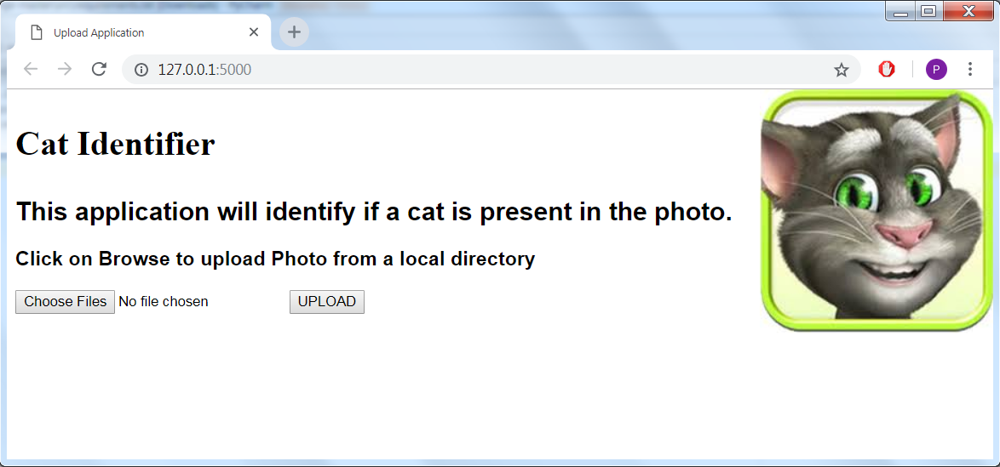 Upload Application
127.0.0.1:5000
P
Cat Identifier
This application will identify if a cat is present in the photo.
Click on Browse to upload Photo from a local directory
Choose Files No file chosen UPLOAD